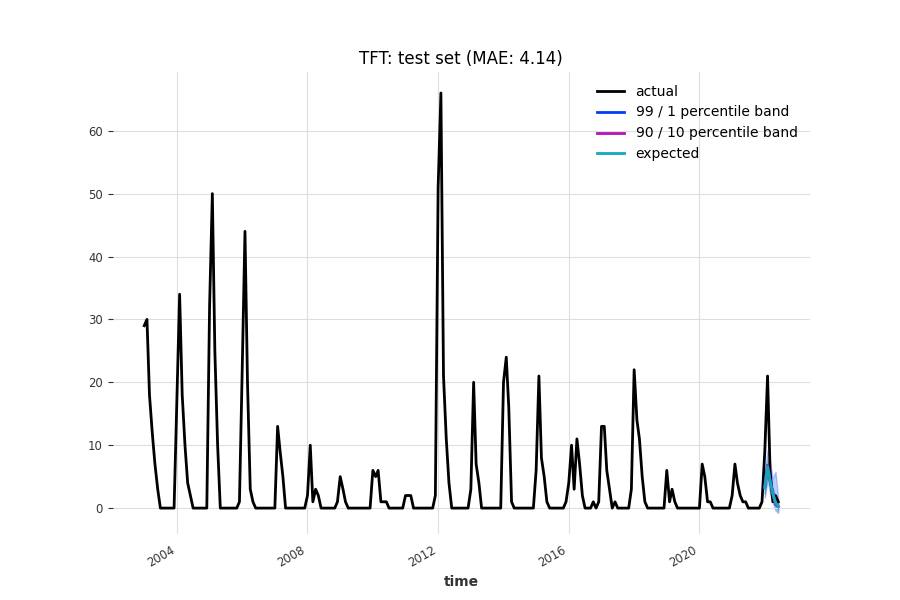 TFT: test set (MAE: 4.14)
actual
99 / 1 percentile band
90 / 10 percentile band
expected
60
50
40
30
20
10
0
2004
2008
2012
2016
2020
time